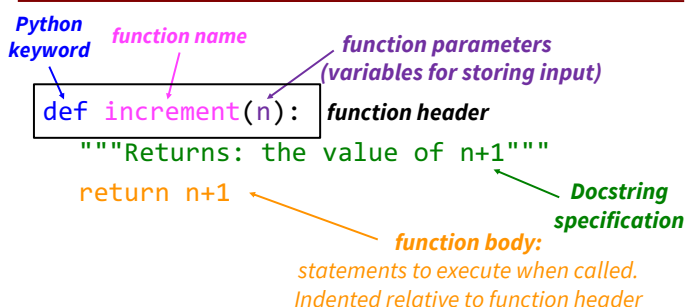 Python
keyword
function name
function parameters
(variables for storing input)
def increment(n):
function header
"""Returns: the value of n+1"""
return n+1
Docstring
specification
function body:
statements to execute when called.
Indented relative to function header